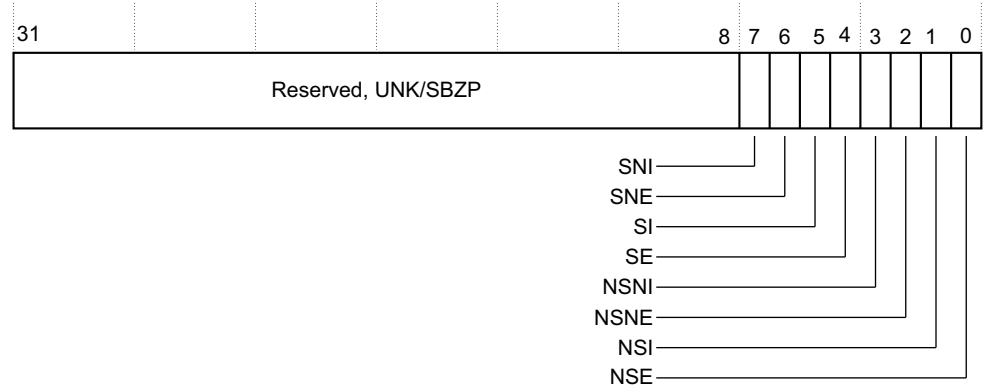 31 8 7 6 5 4 3 2 1 0
Reserved, UNK/SBZP
SNI
SNE
SI
SE
NSNI
NSNE
NSI
NSE